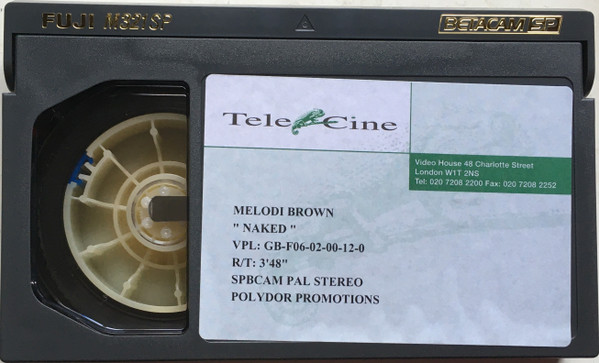 FUJI M321SP
BETACAM SP
Tele Cine
Video House 48 Charlotte Street
London W1T 2NS
Tel: 020 7208 2200 Fax: 020 7208 2252
MELODI BROWN
" NAKED "
VPL: GB-F06-02-00-12-0
R/T: 3'48"
SPBCAM PAL STEREO
POLYDOR PROMOTIONS